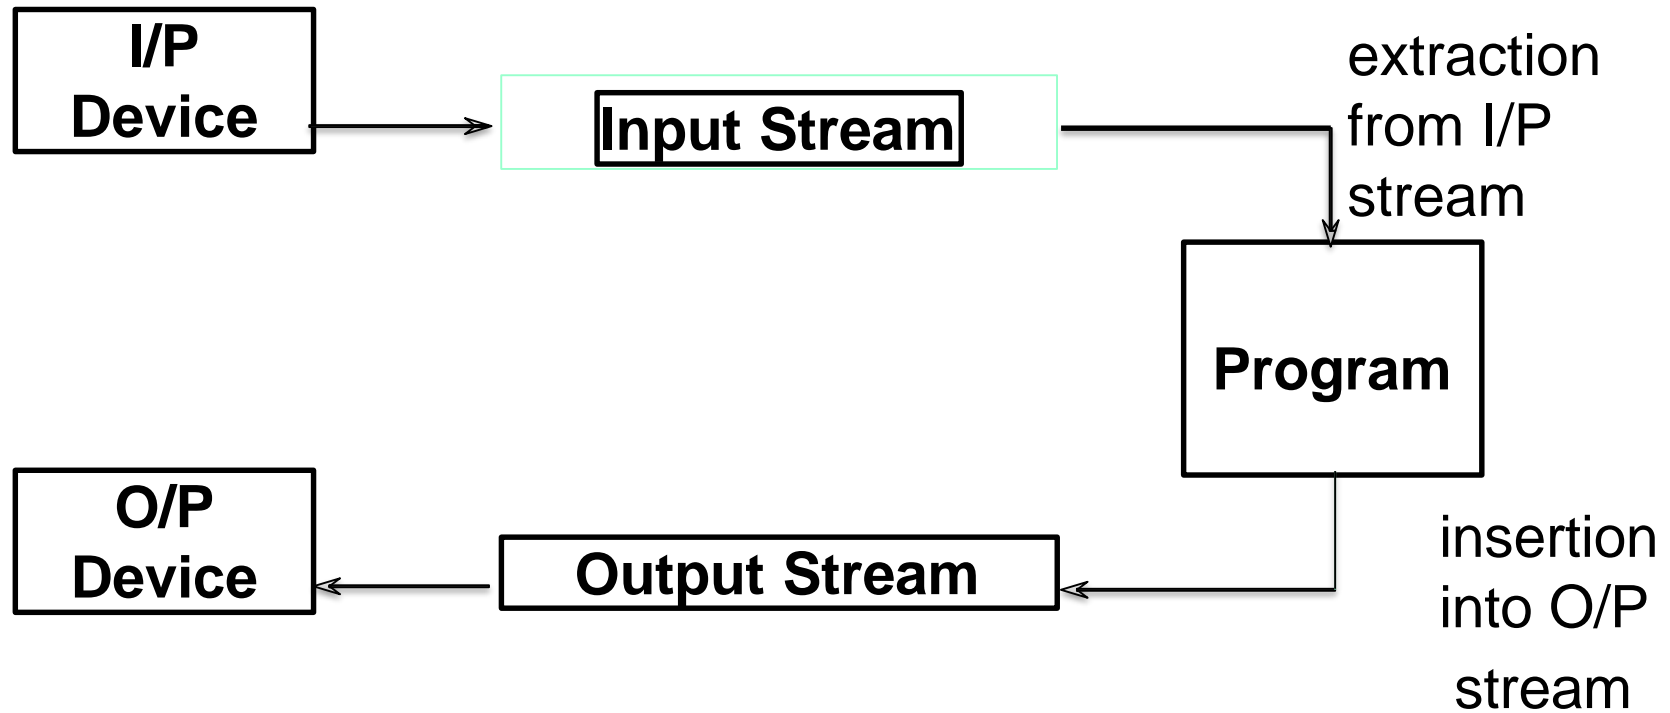 I/P
Device
Input Stream
extraction
from I/P
stream
Program
O/P
Device
Output Stream
insertion
into O/P
stream